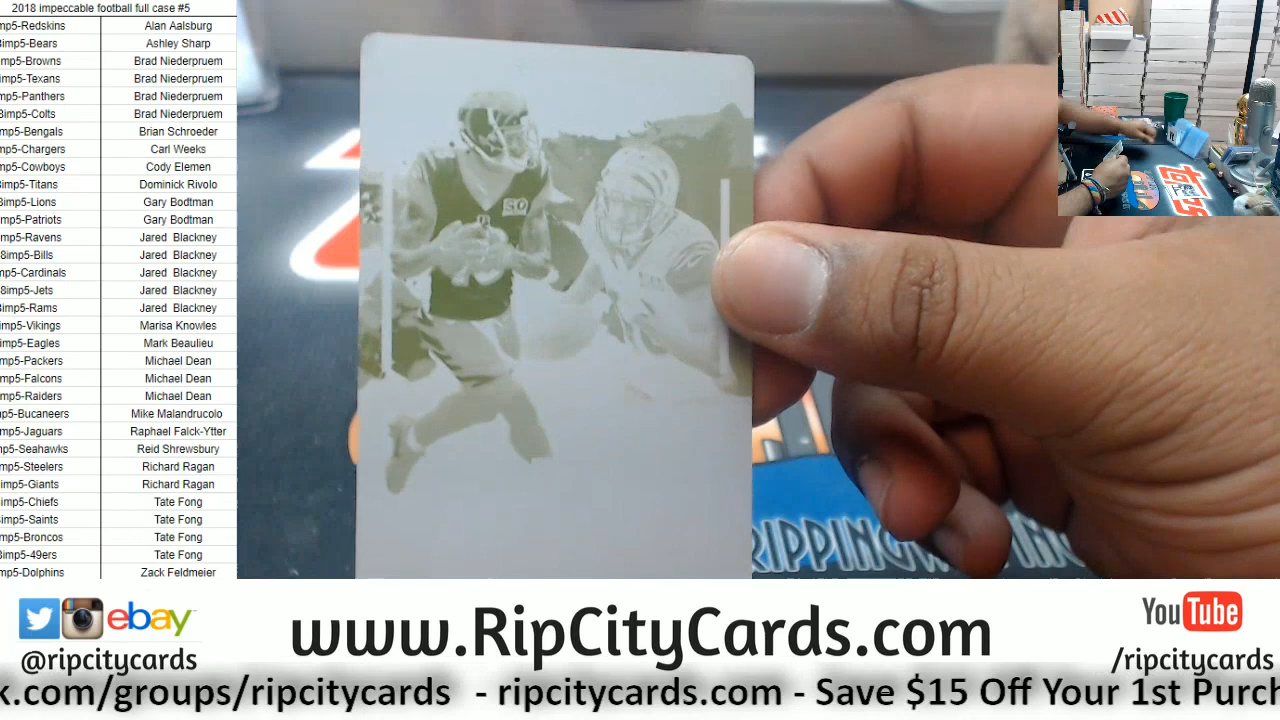 2018 impeccable football full case #5
mp5-Redskins Alan Aalsburg
imp5-Bears Ashley Sharp
mp5-Browns Brad Niederpruem
imp5-Texans Brad Niederpruem
mp5-Panthers Brad Niederpruem
8imp5-Colts Brad Niederpruem
mp5-Bengals Brian Schroeder
mp5-Chargers Carl Weeks
mp5-Cowboys Cody Elemen
imp5-Titans Dominick Rivolo
8imp5-Lions Gary Bodtman
mp5-Patriots Gary Bodtman
mp5-Ravens Jared Blackney
8imp5-Bills Jared Blackney
mp5-Cardinals Jared Blackney
8imp5-Jets Jared Blackney
8imp5-Rams Jared Blackney
imp5-Vikings Marisa Knowles
imp5-Eagles Mark Beaulieu
mp5-Packers Michael Dean
mp5-Falcons Michael Dean
mp5-Raiders Michael Dean
p5-Bucaneers Mike Malandrucolo
mp5-Jaguars Raphael Falck-Ytter
mp5-Seahawks Reid Shrewsbury
mp5-Steelers Richard Ragan
imp5-Giants Richard Ragan
imp5-Chiefs Tate Fong
imp5-Saints Tate Fong
mp5-Broncos Tate Fong
8imp5-49ers Tate Fong
mp5-Dolphins Zack Feldmeier
50
RIPPING
ebay
@ripcitycards
www.RipCityCards.com
YouTube
/ripcitycards
k.com/groups/ripcitycards - ripcitycards.com - Save $15 Off Your 1st Purch